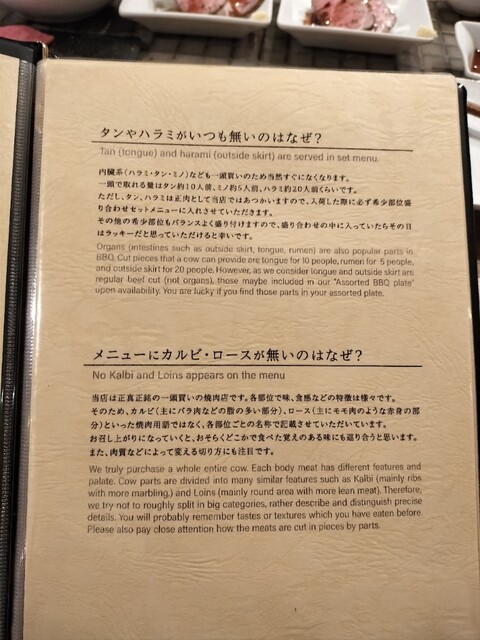 タンやハラミがいつも無いのはなぜ？
Tan (tongue) and harami (outside skirt) are served in set menu.
内臓系(ハラミ・タン・ミノ)なども一頭買いのため当然すぐになくなります。
一頭で取れる量はタン約10人前、ミノ約5人前、ハラミ約20人前くらいです。
ただし、タン、ハラミは正肉として当店ではあつかいますので、入荷した際に必ず希少部位盛
り合わせセットメニューに入れさせていただきます。
その他の希少部位もバランスよく盛り付けますので、盛り合わせの中に入っていたらその日
はラッキーだと思っていただけると幸いです。
Organs (intestines such as outside skirt, tongue, rumen) are also popular parts in
BBQ. Cut pieces that a cow can provide are tongue for 10 people, rumen for 5 people,
and outside skirt for 20 people. However, as we consider tongue and outside skirt are
regular beef cut (not organs), those maybe included in our "Assorted BBQ plate"
upon availability. You are lucky if you find those parts in your assorted plate.
メニューにカルビ・ロースが無いのはなぜ？
No Kalbi and Loins appears on the menu
当店は正真正銘の一頭買いの焼肉店です。各部位で味、食感などの特徴は様々です。
そのため、カルビ(主にバラ肉などの脂の多い部分)、ロース(主にモモ肉のような赤身の部
分)といった焼肉用語ではなく、各部位ごとの名称で記載させていただいています。
お召し上がりになっていくと、おそらくどこかで食べた覚えのある味にも巡り合うと思います。
また、肉質などによって変える切り方にも注目です。
We truly purchase a whole entire cow. Each body meat has different features and
palate. Cow parts are divided into many similar features such as Kalbi (mainly ribs
with more marbling,) and Loins (mainly round area with more lean meat). Therefore,
we try not to roughly split in big categories, rather describe and distinguish precise
details. You will probably remember tastes or textures which you have eaten before.
Please also pay close attention how the meats are cut in pieces by parts.